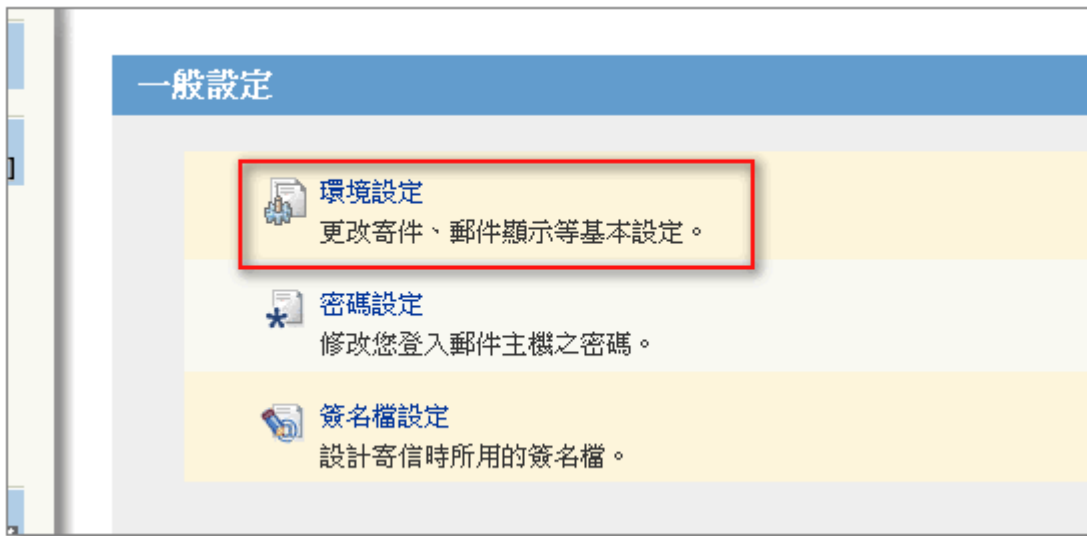 一般設定
]
環境設定
更改寄件、郵件顯示等基本設定。
密碼設定
修改您登入郵件主機之密碼。
簽名檔設定
設計寄信時所用的簽名檔。